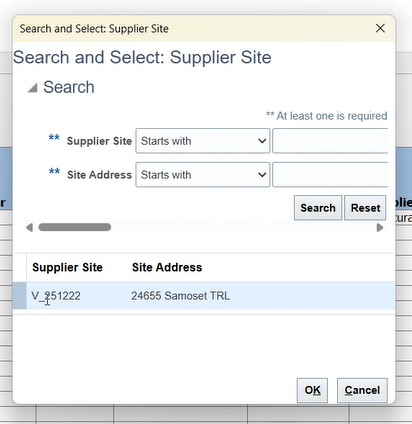 Search and Select: Supplier Site
Search and Select: Supplier Site
Search
** At least one is required
** Supplier Site Starts with
** Site Address Starts with
Search Reset
Supplier Site Site Address
V_251222 24655 Samoset TRL
OK Cancel